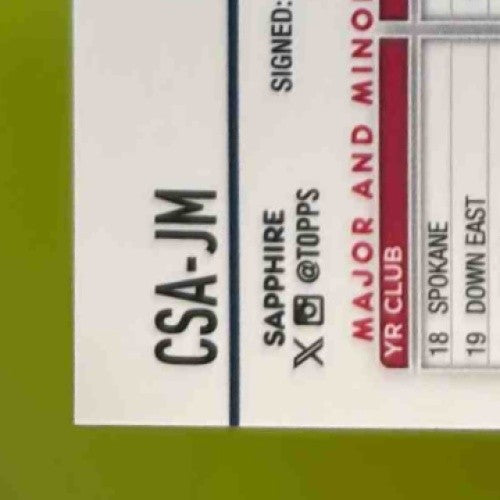 CSA-JM
SAPPHIRE
SIGNED:
X @TOPPS
MAJOR AND MINO
YR CLUB
18 SPOKANE
19 DOWN EAST